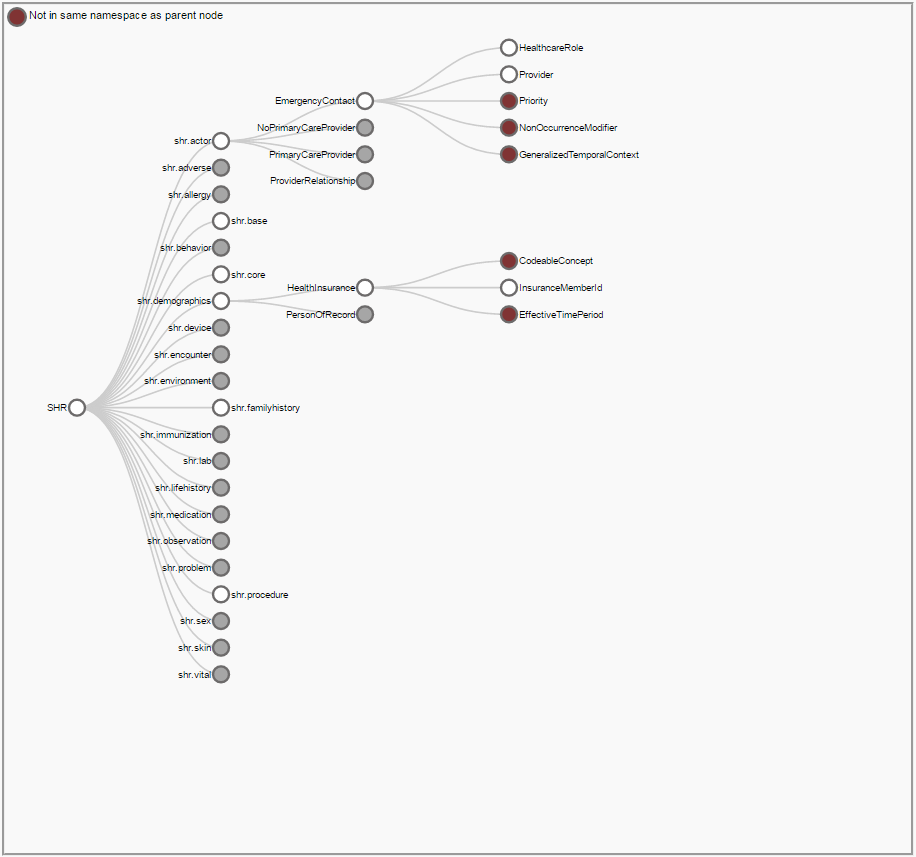 Not in same namespace as parent node
HealthcareRole
Provider
EmergencyContact
Priority
NoPrimaryCareProvider
NonOccurrenceModifier
shr.actor
PrimaryCareProvider
GeneralizedTemporalContext
shr.adverse
ProviderRelationship
shr.allergy
shr.base
shr.behavior
CodeableConcept
shr.core
HealthInsurance
InsuranceMemberId
shr.demographics
PersonOfRecord
EffectiveTimePeriod
shr.device
shr.encounter
shr.environment
SHR
shr.familyhistory
shr.immunization
shr.lab
shr.lifehistory
shr.medication
shr.observation
shr.problem
shr.procedure
shr.sex
shr.skin
shr.vital